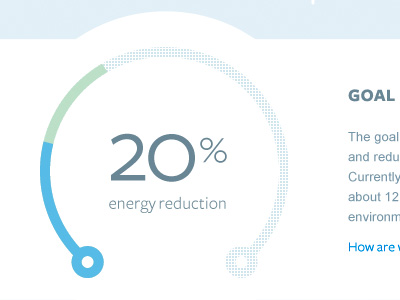 20%
energy reduction
GOAL
The goal
and redu
Currently
about 12
environm
How are w